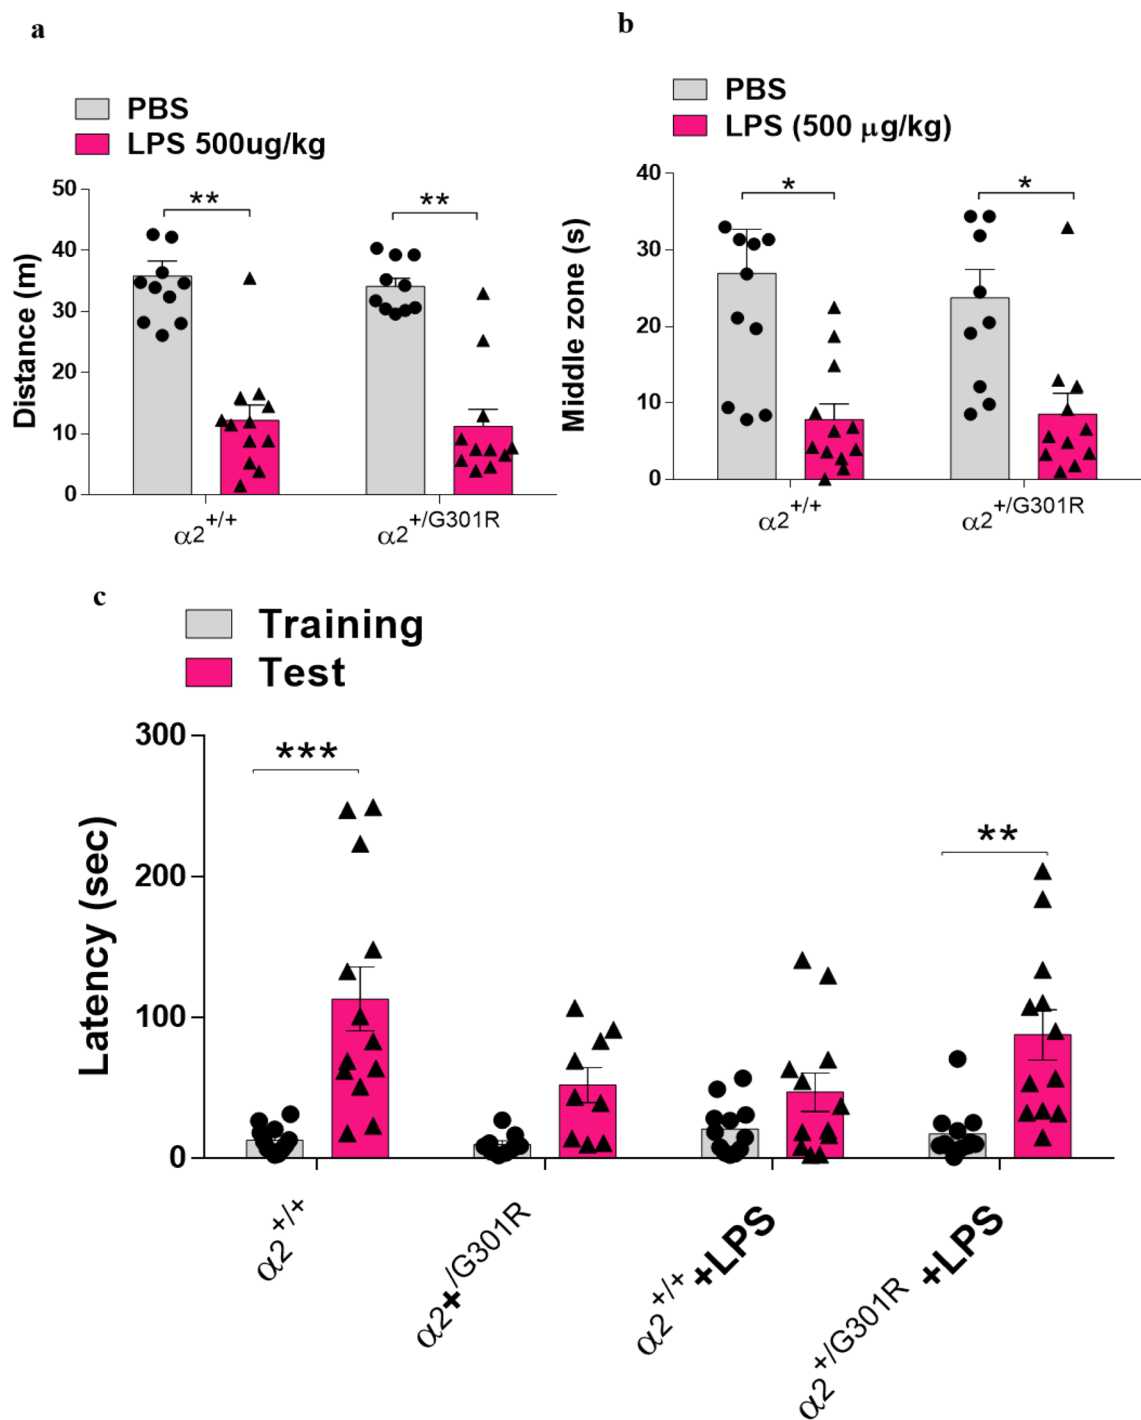 a
PBS
LPS 500ug/kg
** **
50
40
30
20
10
0
Distance (m)
α2+/+ α2+/G301R
b
PBS
LPS (500 μg/kg)
* *
40
30
20
10
0
Middle zone (s)
α2+/+ α2+/G301R
c
Training
Test
*** **
300
200
100
0
Latency (sec)
α2+/+
α2+/G301R
α2+/+ +LPS
α2+/G301R +LPS